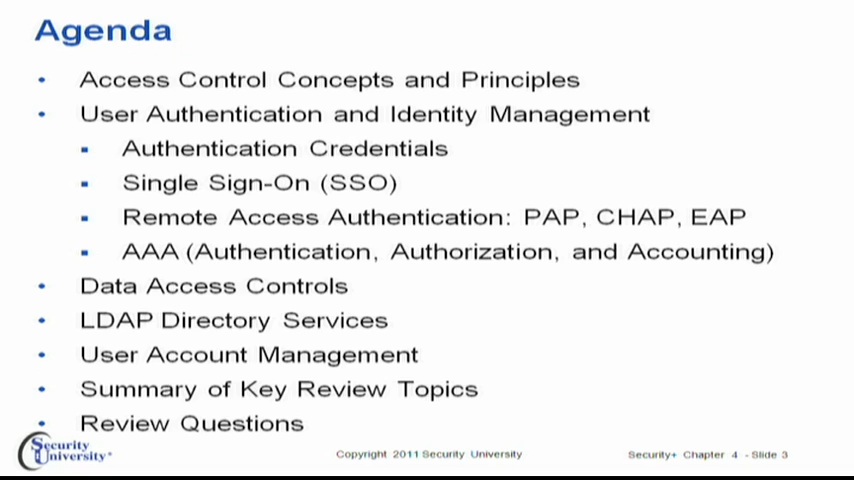 Agenda
• Access Control Concepts and Principles
• User Authentication and Identity Management
▪ Authentication Credentials
▪ Single Sign-On (SSO)
▪ Remote Access Authentication: PAP, CHAP, EAP
▪ AAA (Authentication, Authorization, and Accounting)
• Data Access Controls
• LDAP Directory Services
• User Account Management
• Summary of Key Review Topics
• Review Questions
Security
University
Copyright 2011 Security University
Security+ Chapter 4 - Slide 3